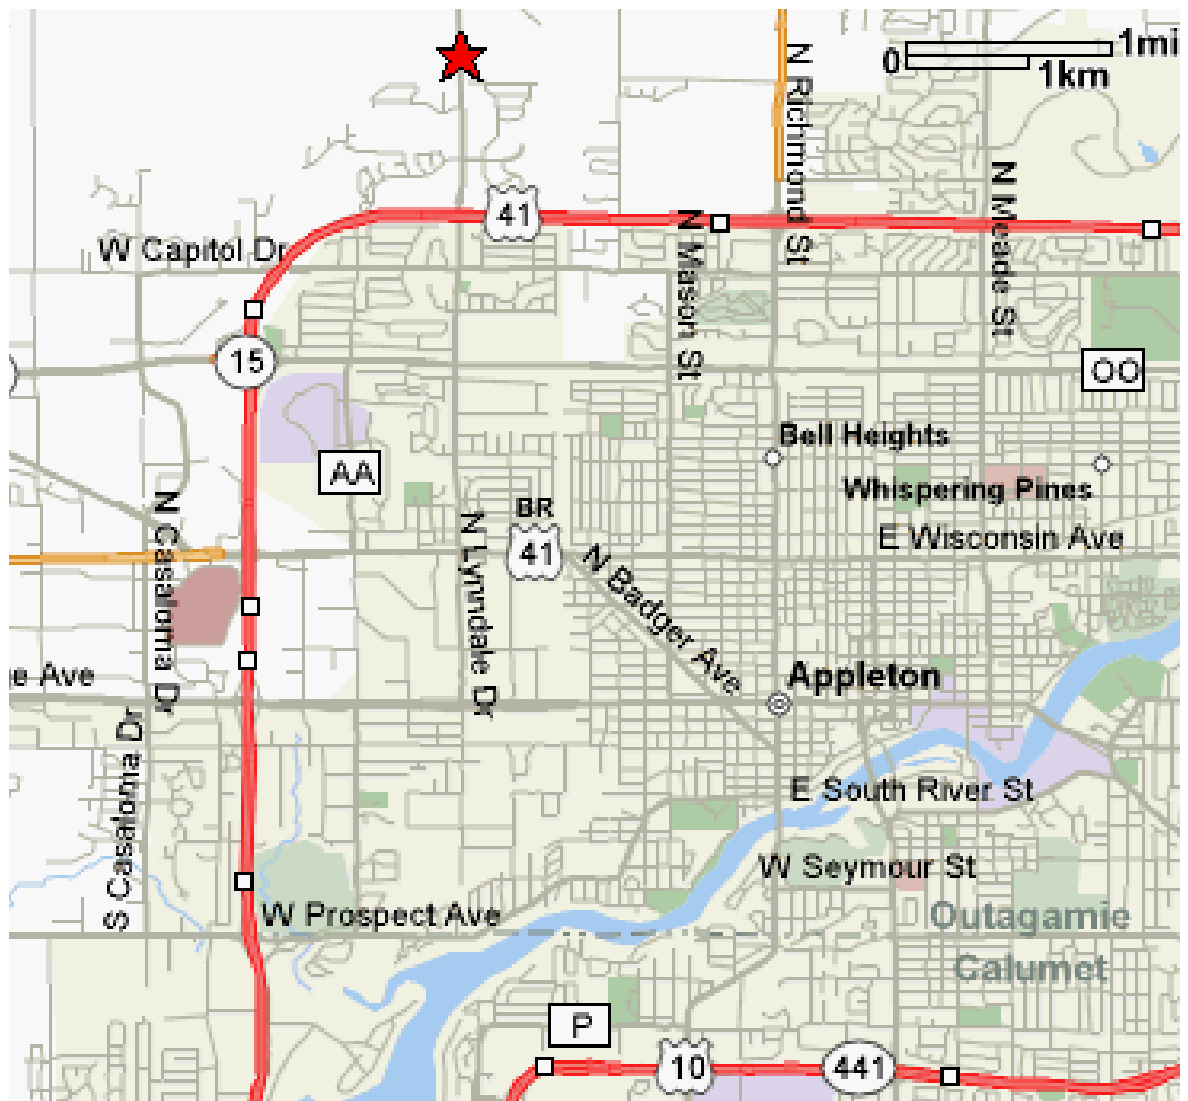 1mi
0
1km
N Richmond St
N Meade St
41
N Mason St
W Capitol Dr
15
OO
AA
Bell Heights
Whispering Pines
BR
41
E Wisconsin Ave
N Casaloma Dr
N Lynndale Dr
N Badger Ave
e Ave
Appleton
S Casaloma Dr
E South River St
W Seymour St
W Prospect Ave
Outagamie
Calumet
P
10
441